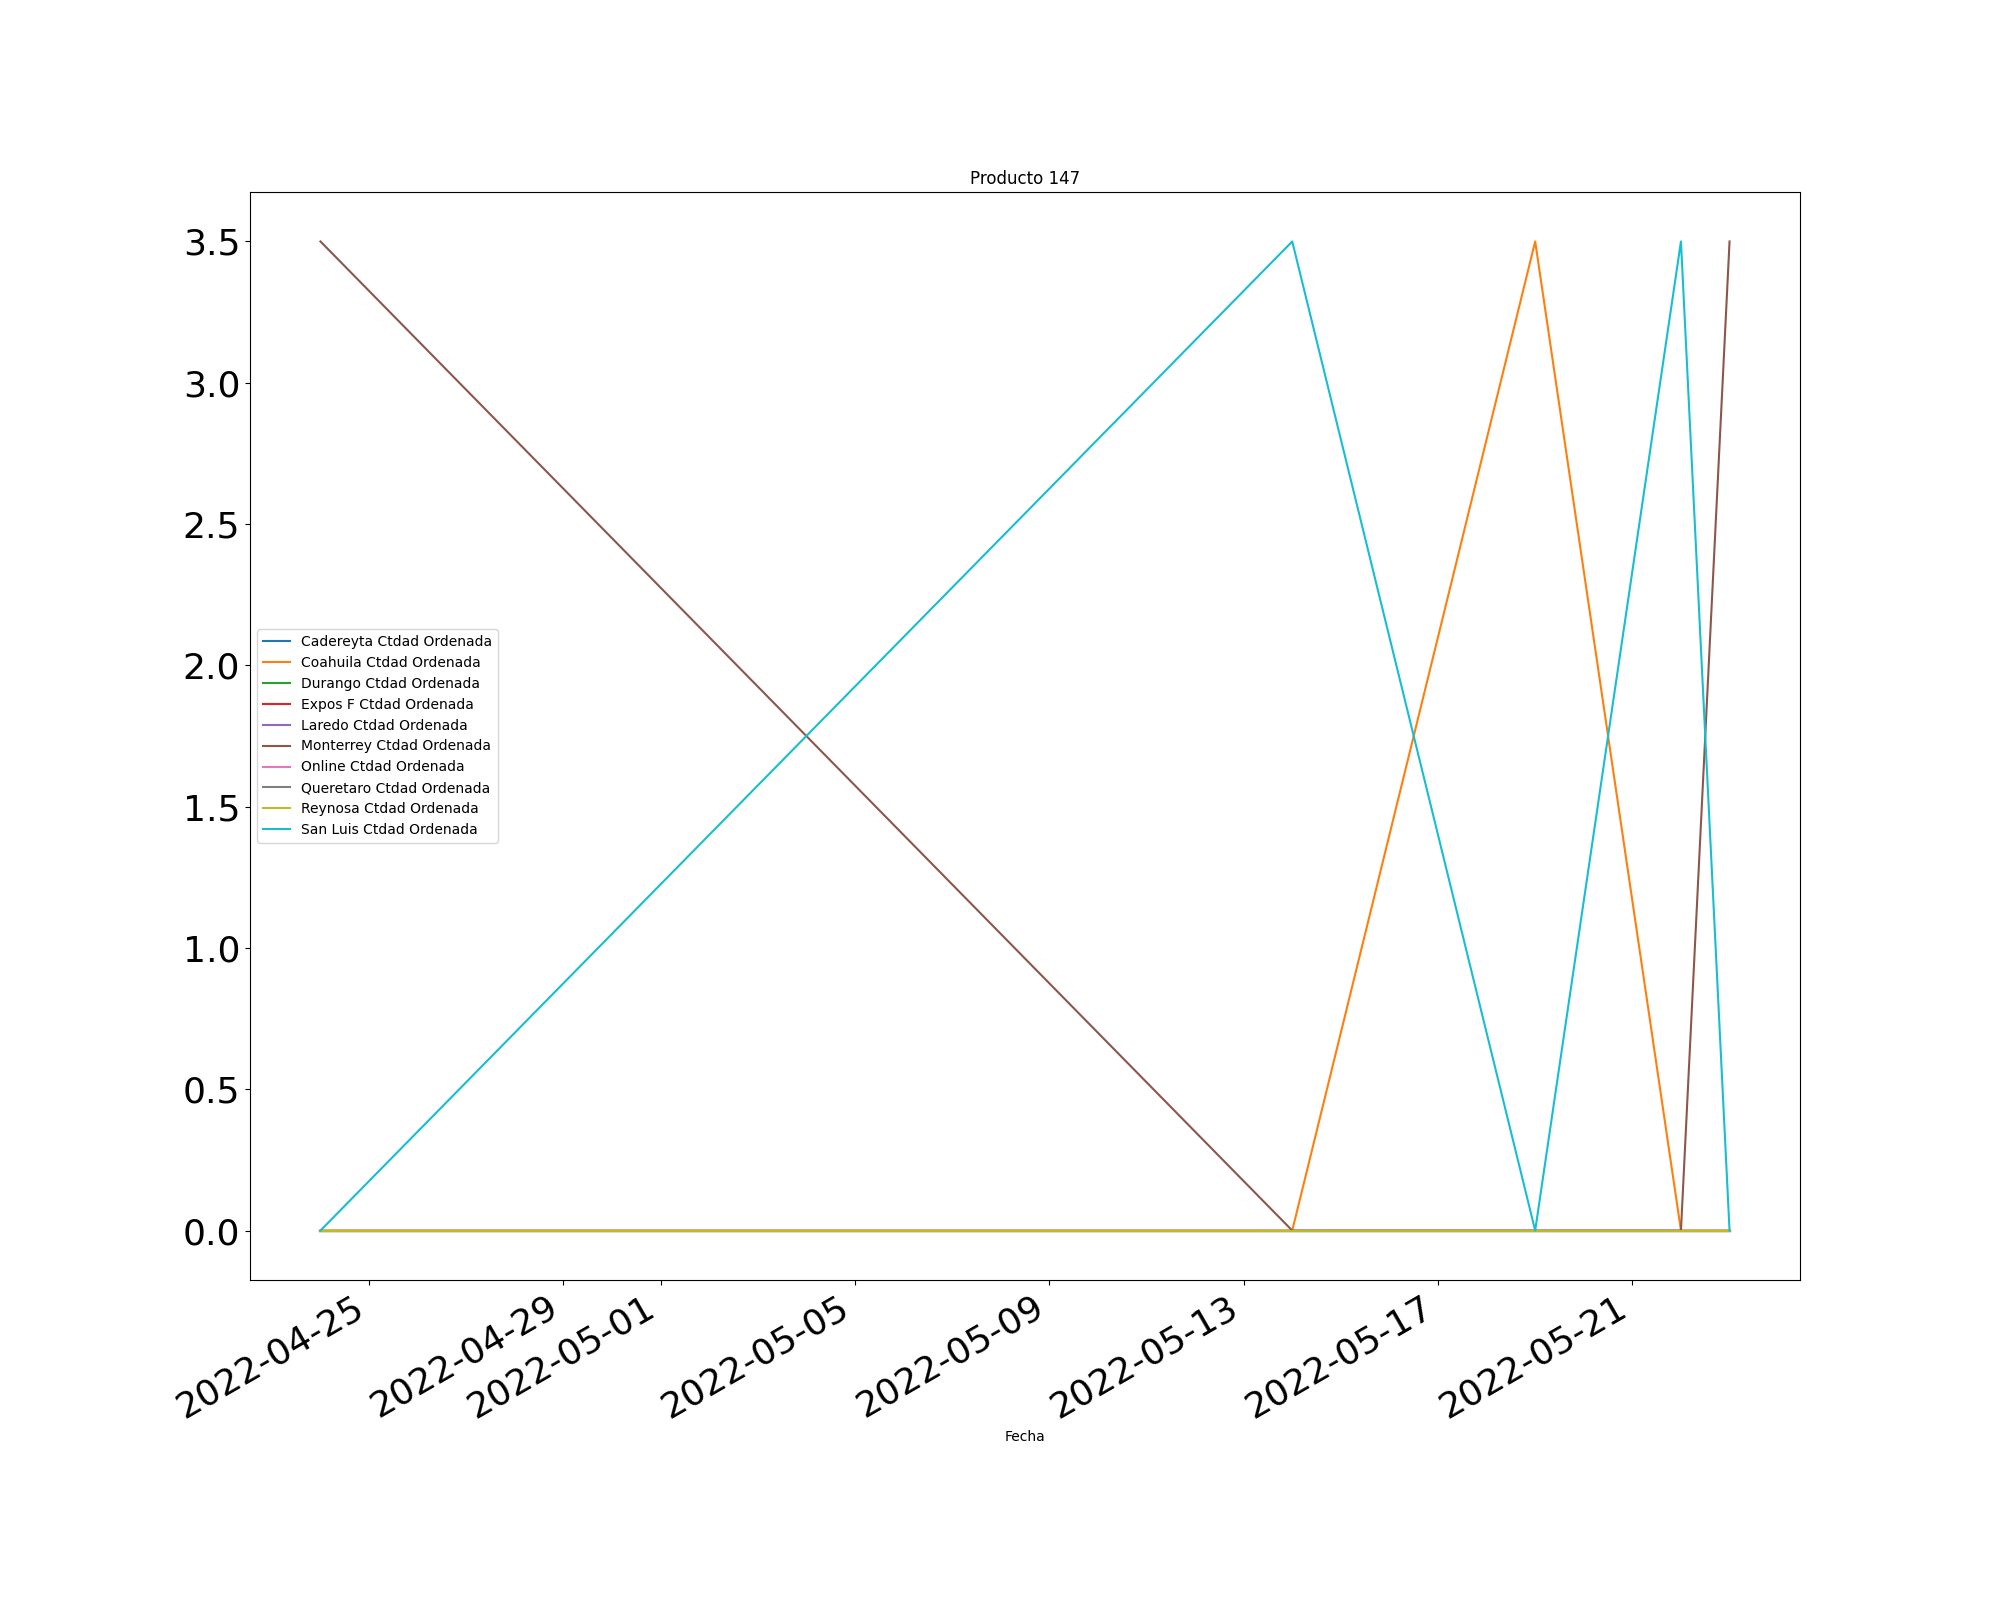 Producto 147
3.5
3.0
2.5
2.0
1.5
1.0
0.5
0.0
Cadereyta Ctdad Ordenada
Coahuila Ctdad Ordenada
Durango Ctdad Ordenada
Expos F Ctdad Ordenada
Laredo Ctdad Ordenada
Monterrey Ctdad Ordenada
Online Ctdad Ordenada
Queretaro Ctdad Ordenada
Reynosa Ctdad Ordenada
San Luis Ctdad Ordenada
2022-04-25
2022-04-29
2022-05-01
2022-05-05
2022-05-09
2022-05-13
2022-05-17
2022-05-21
Fecha